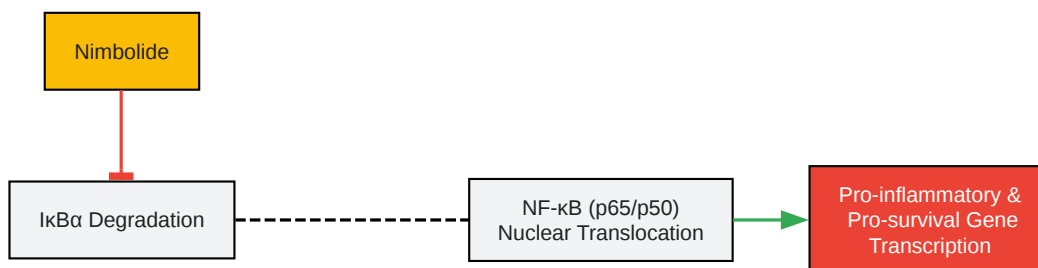 Nimbolide
IκBα Degradation
NF-κB (p65/p50)
Nuclear Translocation
Pro-inflammatory &
Pro-survival Gene
Transcription